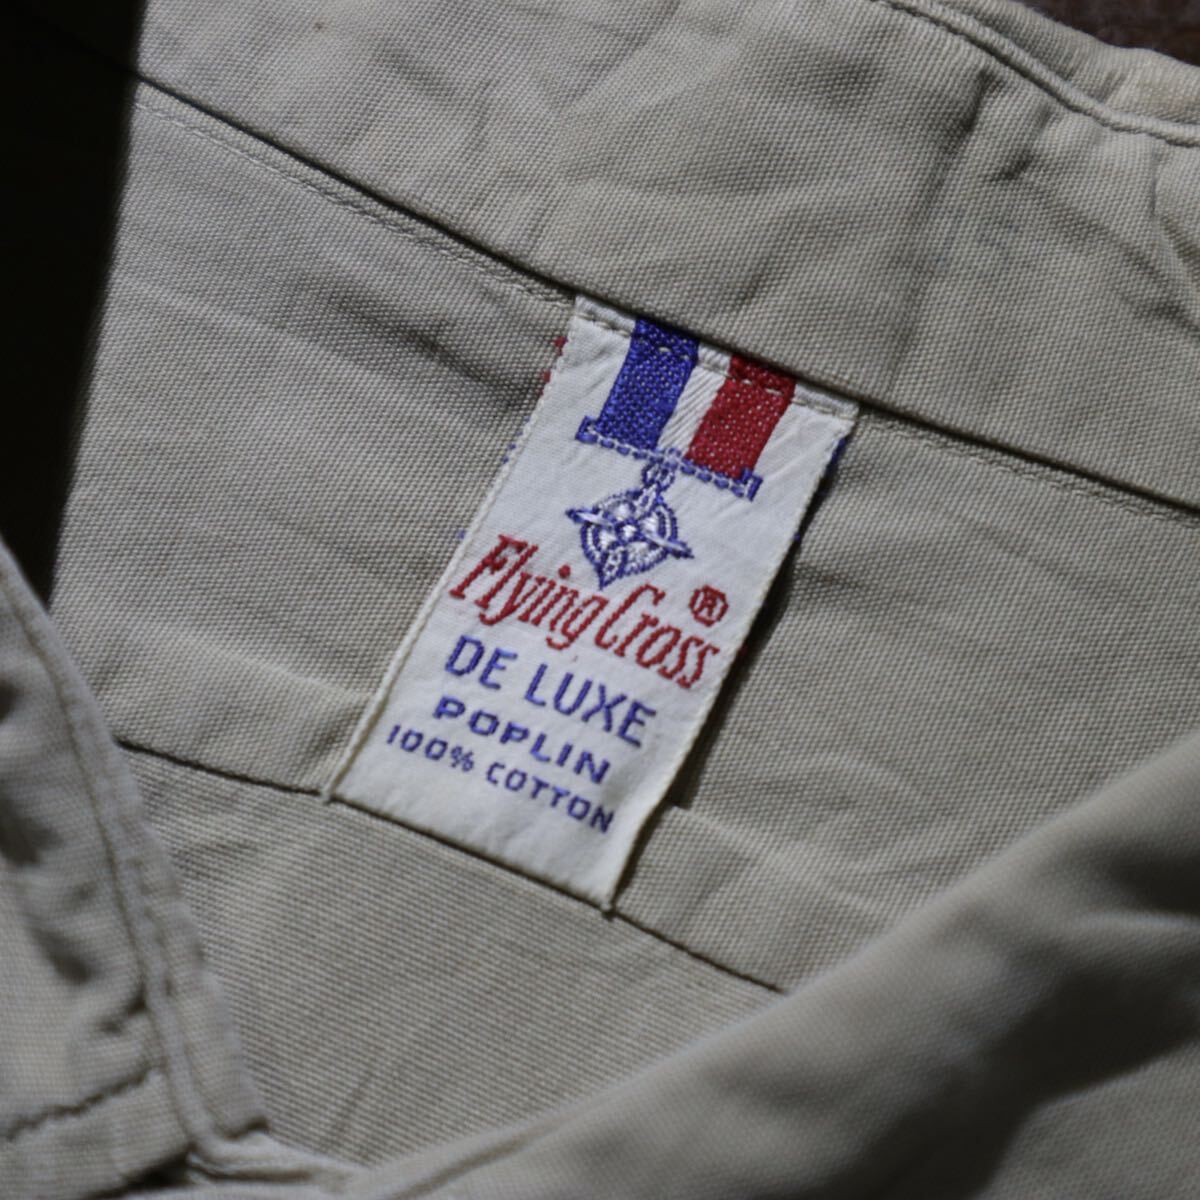 Flying Cross ®
DE LUXE
POPLIN
100% COTTON